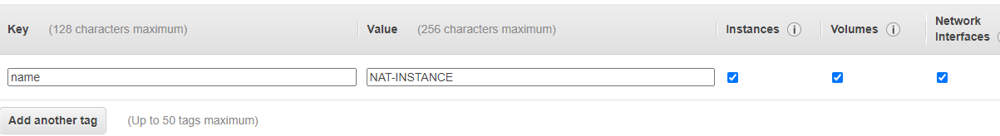 Key (128 characters maximum) Value (256 characters maximum) Instances Volumes Network Interfaces
name NAT-INSTANCE
Add another tag (Up to 50 tags maximum)